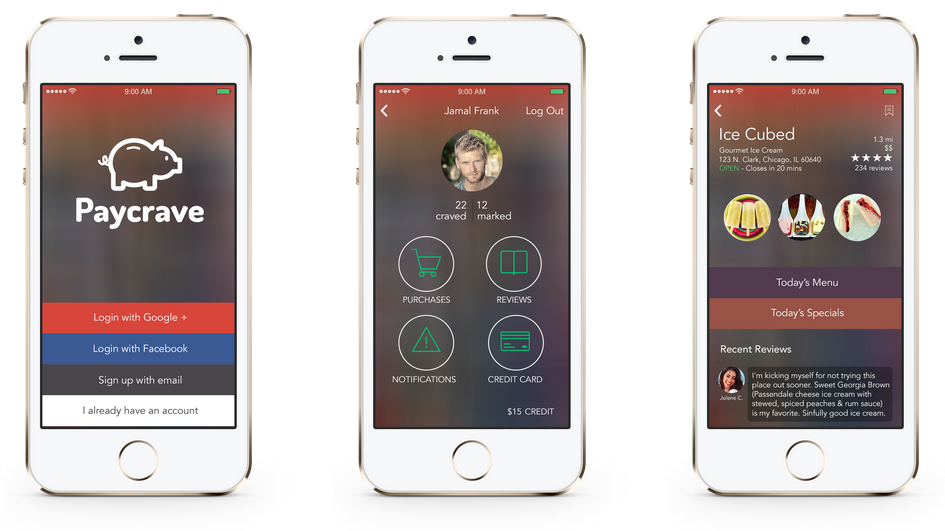 9:00 AM
Paycrave
Login with Google +
Login with Facebook
Sign up with email
I already have an account
9:00 AM
Jamal Frank
Log Out
22 craved
12 marked
PURCHASES
REVIEWS
NOTIFICATIONS
CREDIT CARD
$15 CREDIT
9:00 AM
Ice Cubed
Gourmet Ice Cream
123 N. Clark, Chicago, IL 60640
OPEN - Closes in 20 mins
1.3 mi
$$
★★★★
234 reviews
Today's Menu
Today's Specials
Recent Reviews
Jolene C.
I'm kicking myself for not trying this
place out sooner. Sweet Georgia Brown
(Passendale cheese ice cream with
stewed, spiced peaches & rum sauce)
is my favorite. Sinfully good ice cream.